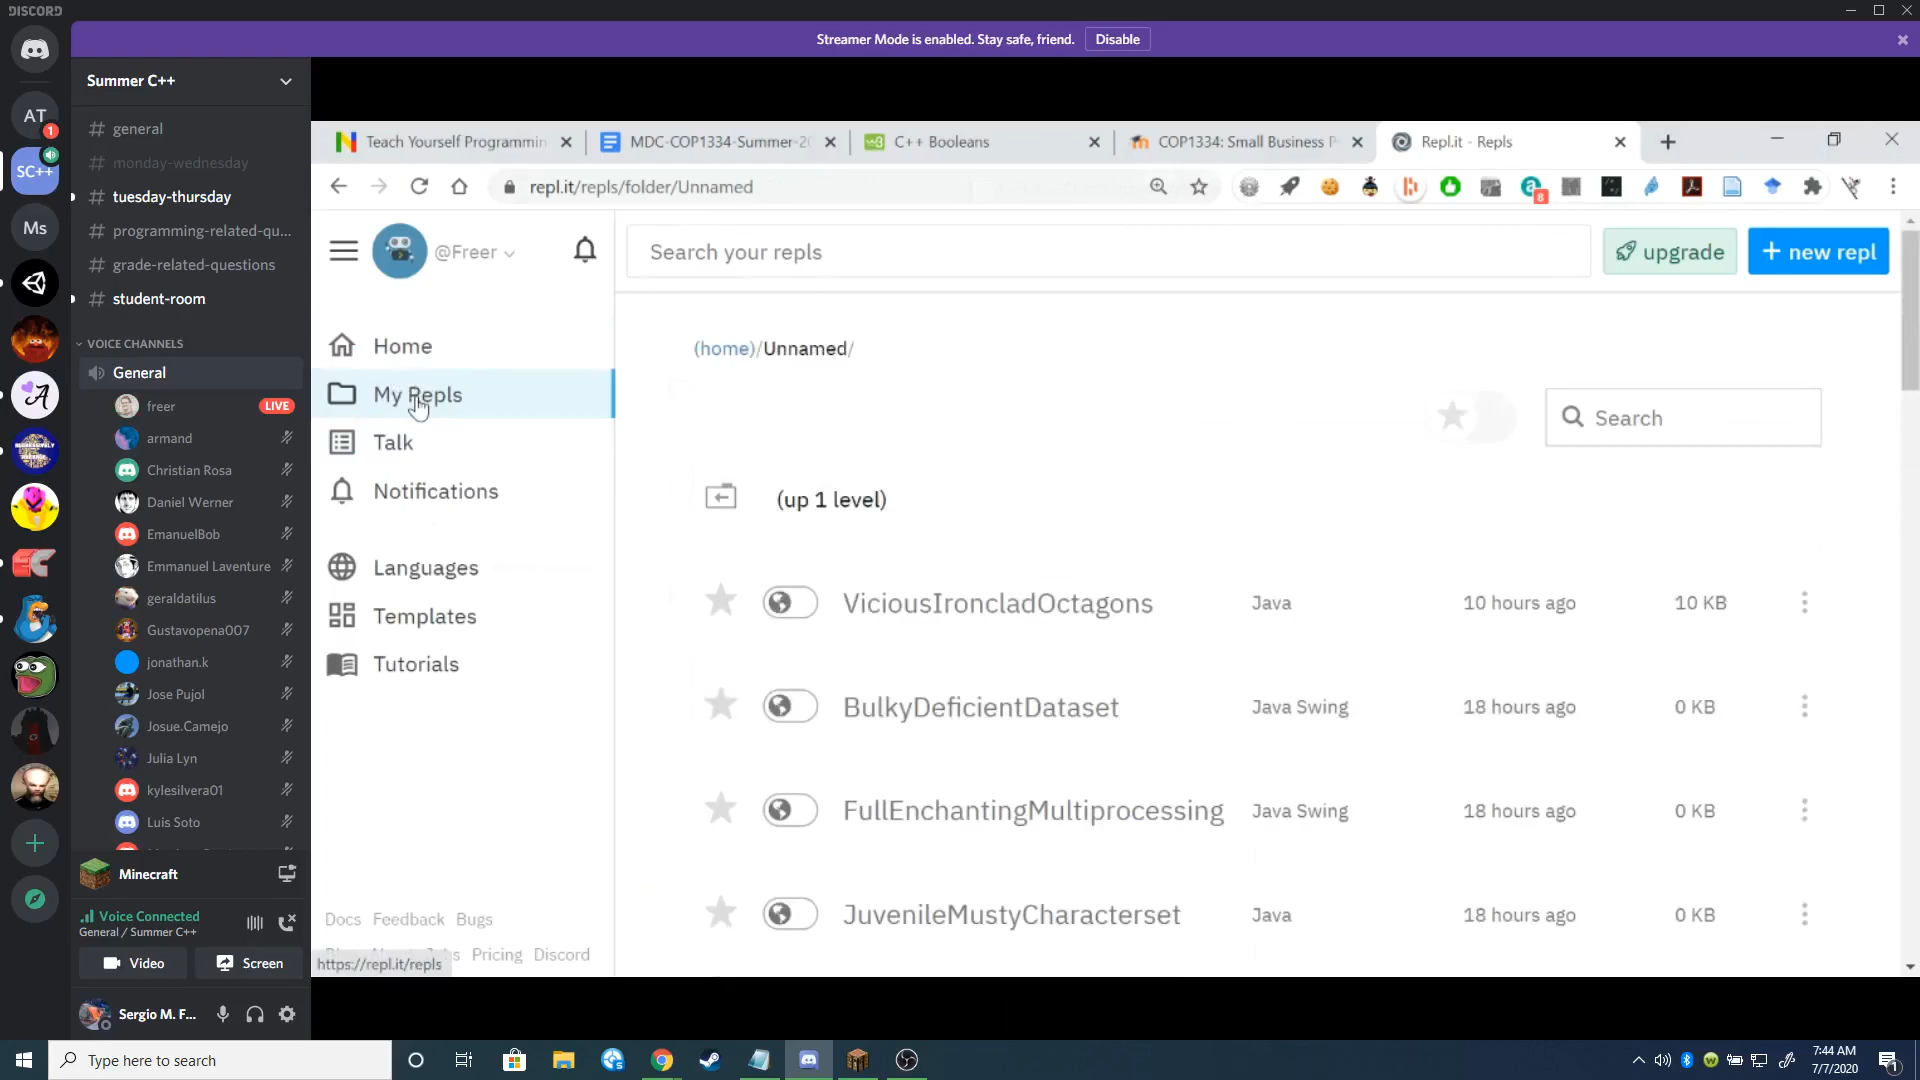 DISCORD
Streamer Mode is enabled. Stay safe, friend. Disable
Summer C++
AT
1
SC++
Ms
general
monday-wednesday
tuesday-thursday
programming-related-qu...
grade-related-questions
student-room
VOICE CHANNELS
General
freer LIVE
armand
Christian Rosa
Daniel Werner
EmanuelBob
Emmanuel Laventure
geraldatilus
Gustavopena007
jonathan.k
Jose Pujol
Josue.Camejo
Julia Lyn
kylesilvera01
Luis Soto
Minecraft
Voice Connected
General / Summer C++
Video Screen
Sergio M. F...
Teach Yourself Programmin
MDC-COP1334-Summer-20
C++ Booleans
COP1334: Small Business P
Repl.it - Repls
repl.it/repls/folder/Unnamed
8
@Freer
Search your repls
upgrade
+ new repl
Home
My Repls
Talk
Notifications
Languages
Templates
Tutorials
Docs Feedback Bugs
Pricing Discord
https://repl.it/repls
(home)/Unnamed/
Search
(up 1 level)
ViciousIroncladOctagons Java 10 hours ago 10 KB
BulkyDeficientDataset Java Swing 18 hours ago 0 KB
FullEnchantingMultiprocessing Java Swing 18 hours ago 0 KB
JuvenileMustyCharacterset Java 18 hours ago 0 KB
Type here to search
7:44 AM
7/7/2020
1